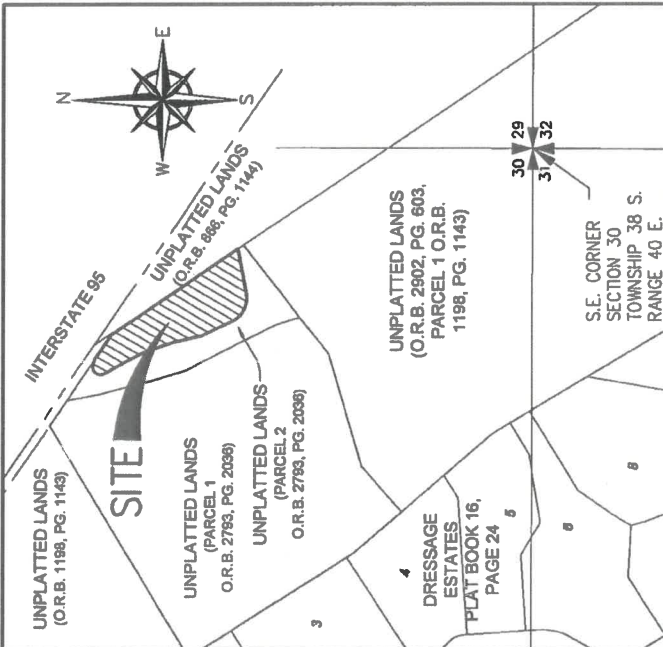 N
E
S
W
INTERSTATE 95
UNPLATTED LANDS
(O.R.B. 866, PG. 1144)
UNPLATTED LANDS
(O.R.B. 1198, PG. 1143)
SITE
UNPLATTED LANDS
(PARCEL 1
O.R.B. 2793, PG. 2036)
UNPLATTED LANDS
(PARCEL 2
O.R.B. 2793, PG. 2036)
UNPLATTED LANDS
(O.R.B. 2902, PG. 603,
PARCEL 1 O.R.B.
1198, PG. 1143)
30 29
31 32
S.E. CORNER
SECTION 30
TOWNSHIP 38 S.
RANGE 40 E.
3
4
DRESSAGE
ESTATES
PLAT BOOK 16,
PAGE 24
5
6
8